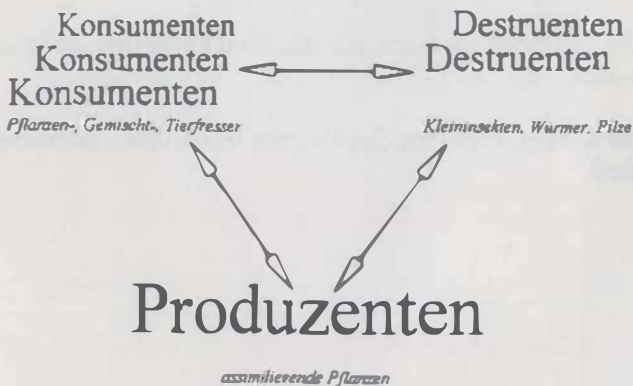 Konsumenten
Konsumenten
Konsumenten
Pflanzen-, Gemischt-, Tierfresser
Destruenten
Destruenten
Kleininsekten, Würmer, Pilze
Produzenten
assimilierende Pflanzen